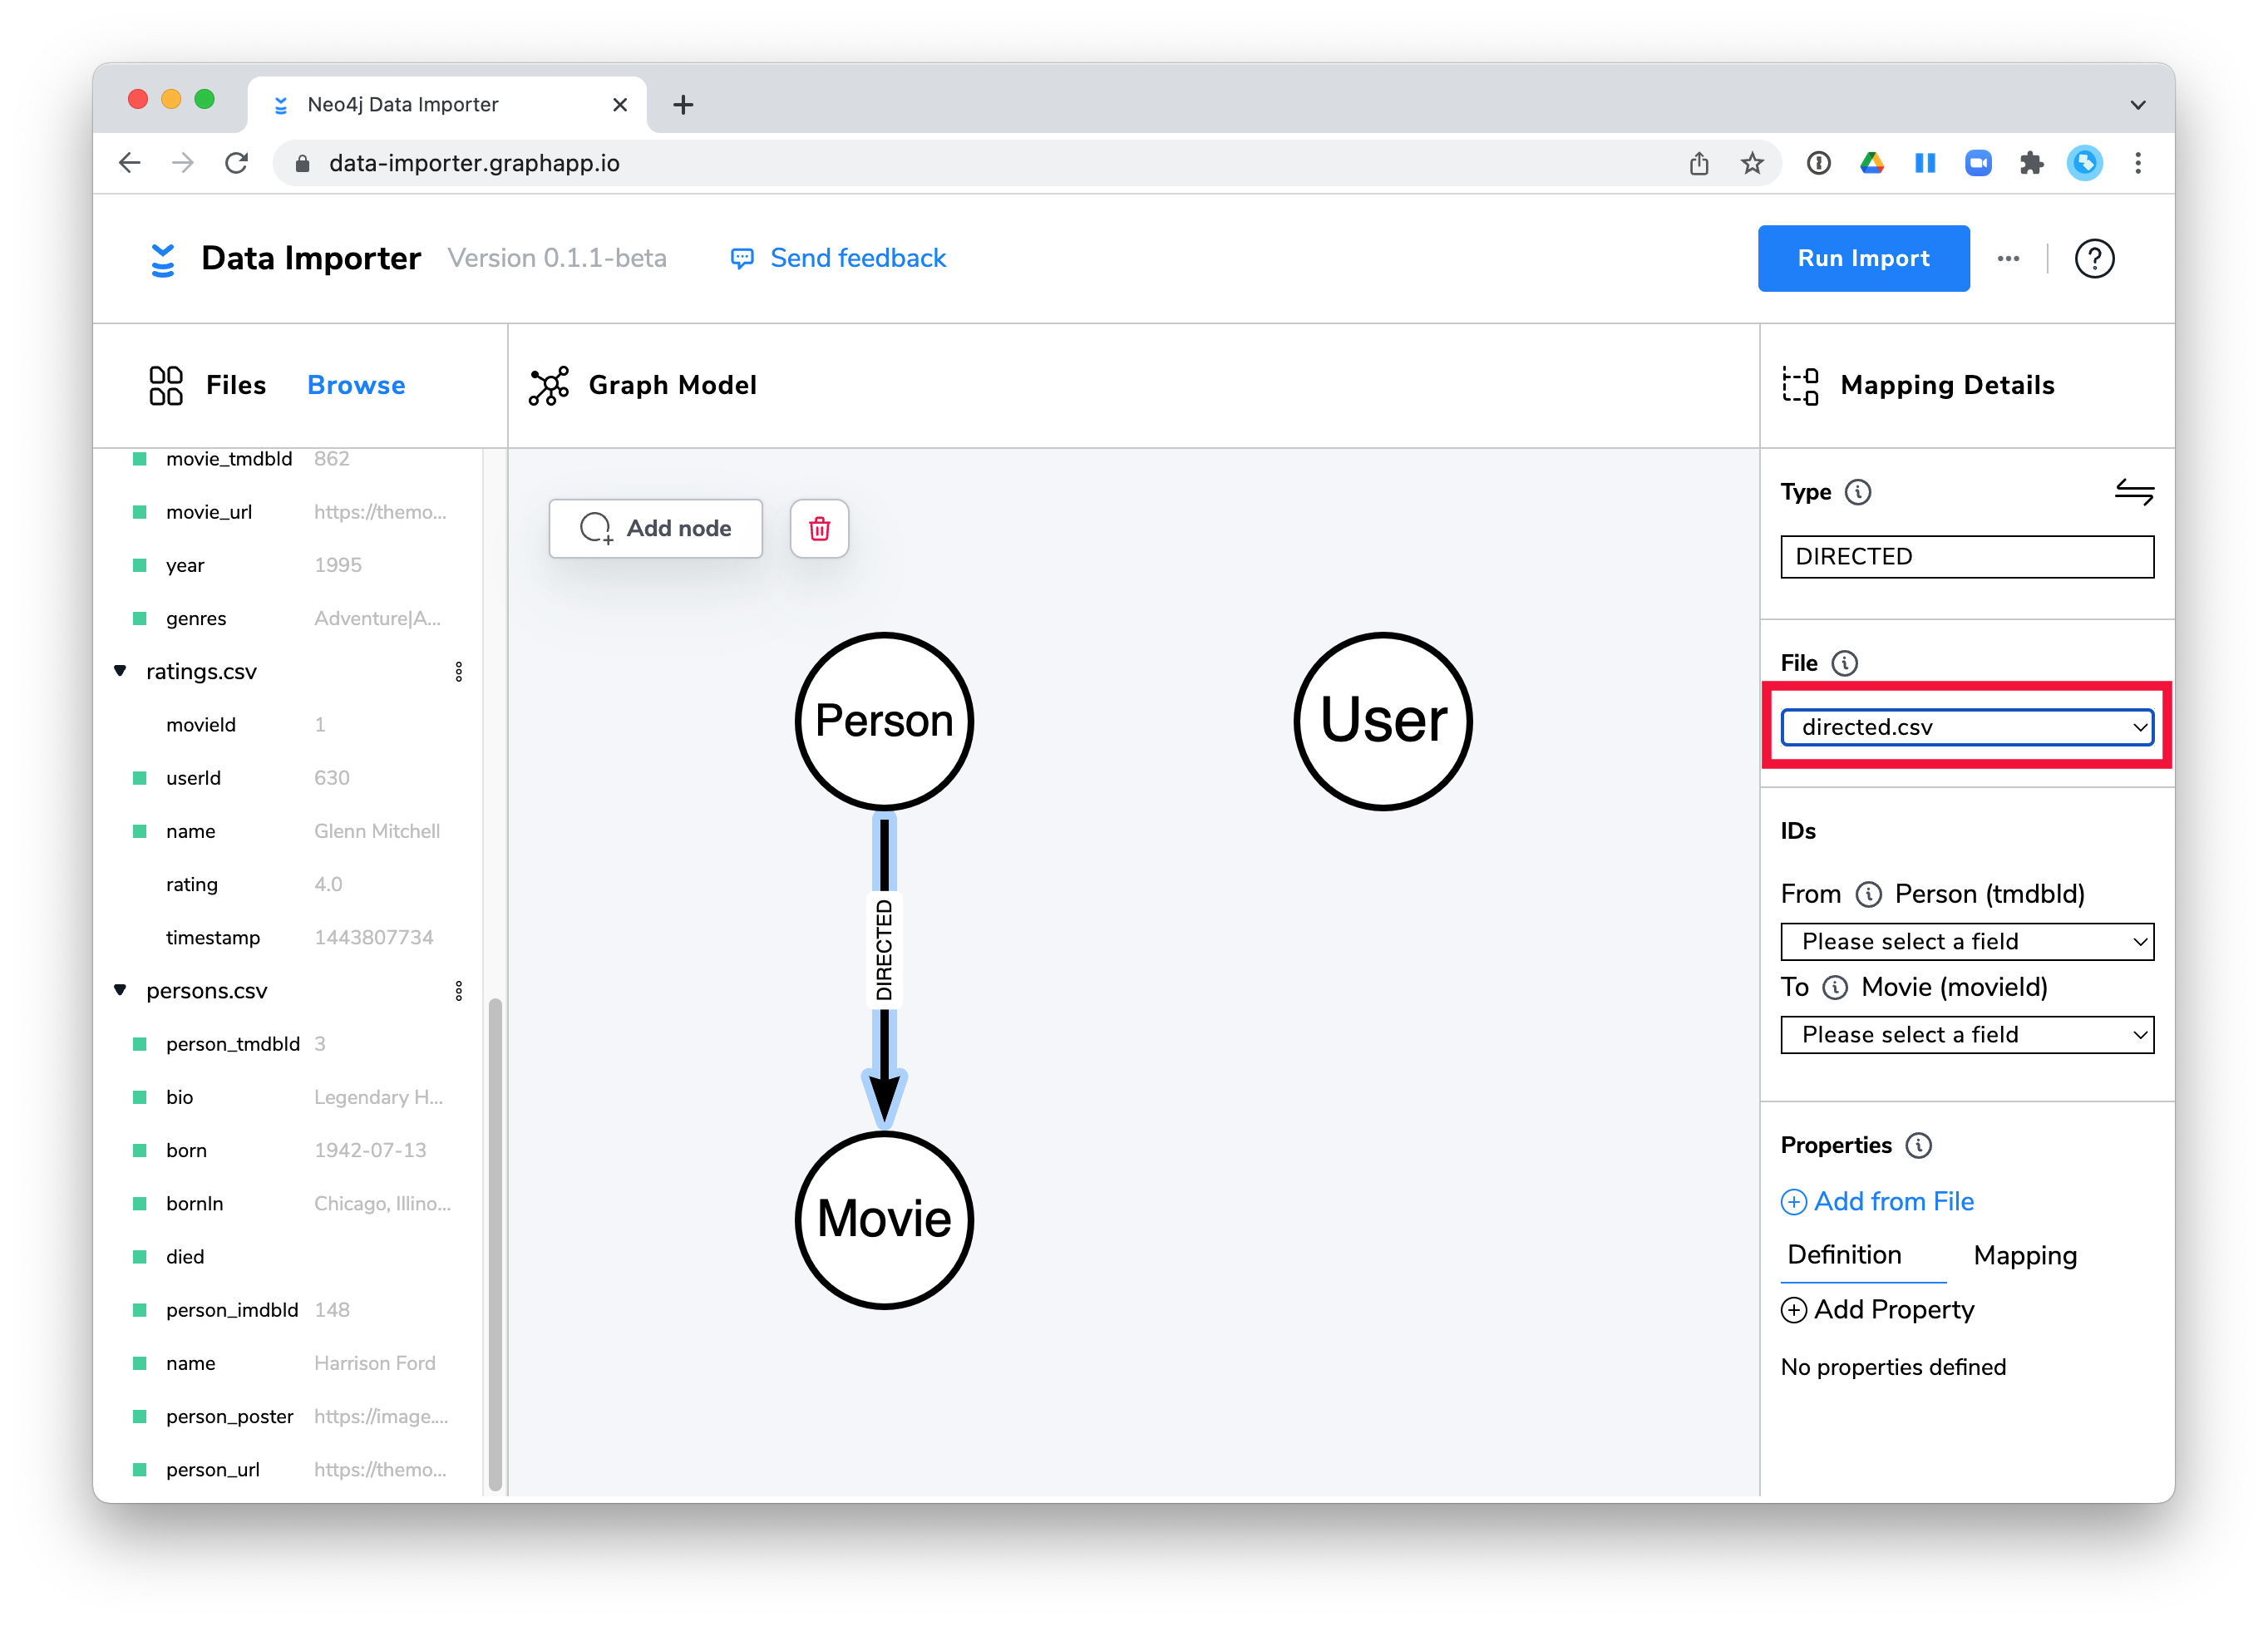 Neo4j Data Importer
data-importer.graphapp.io
Data Importer Version 0.1.1-beta Send feedback
Run Import
Files Browse
movie_tmdbId 862
movie_url https://themo...
year 1995
genres Adventure|A...
ratings.csv
movieId 1
userId 630
name Glenn Mitchell
rating 4.0
timestamp 1443807734
persons.csv
person_tmdbId 3
bio Legendary H...
born 1942-07-13
bornIn Chicago, Illino...
died
person_imdbId 148
name Harrison Ford
person_poster https://image....
person_url https://themo...
Graph Model
Add node
Person
User
DIRECTED
Movie
Mapping Details
Type
DIRECTED
File
directed.csv
IDs
From Person (tmdbId)
Please select a field
To Movie (movieId)
Please select a field
Properties
Add from File
Definition Mapping
Add Property
No properties defined